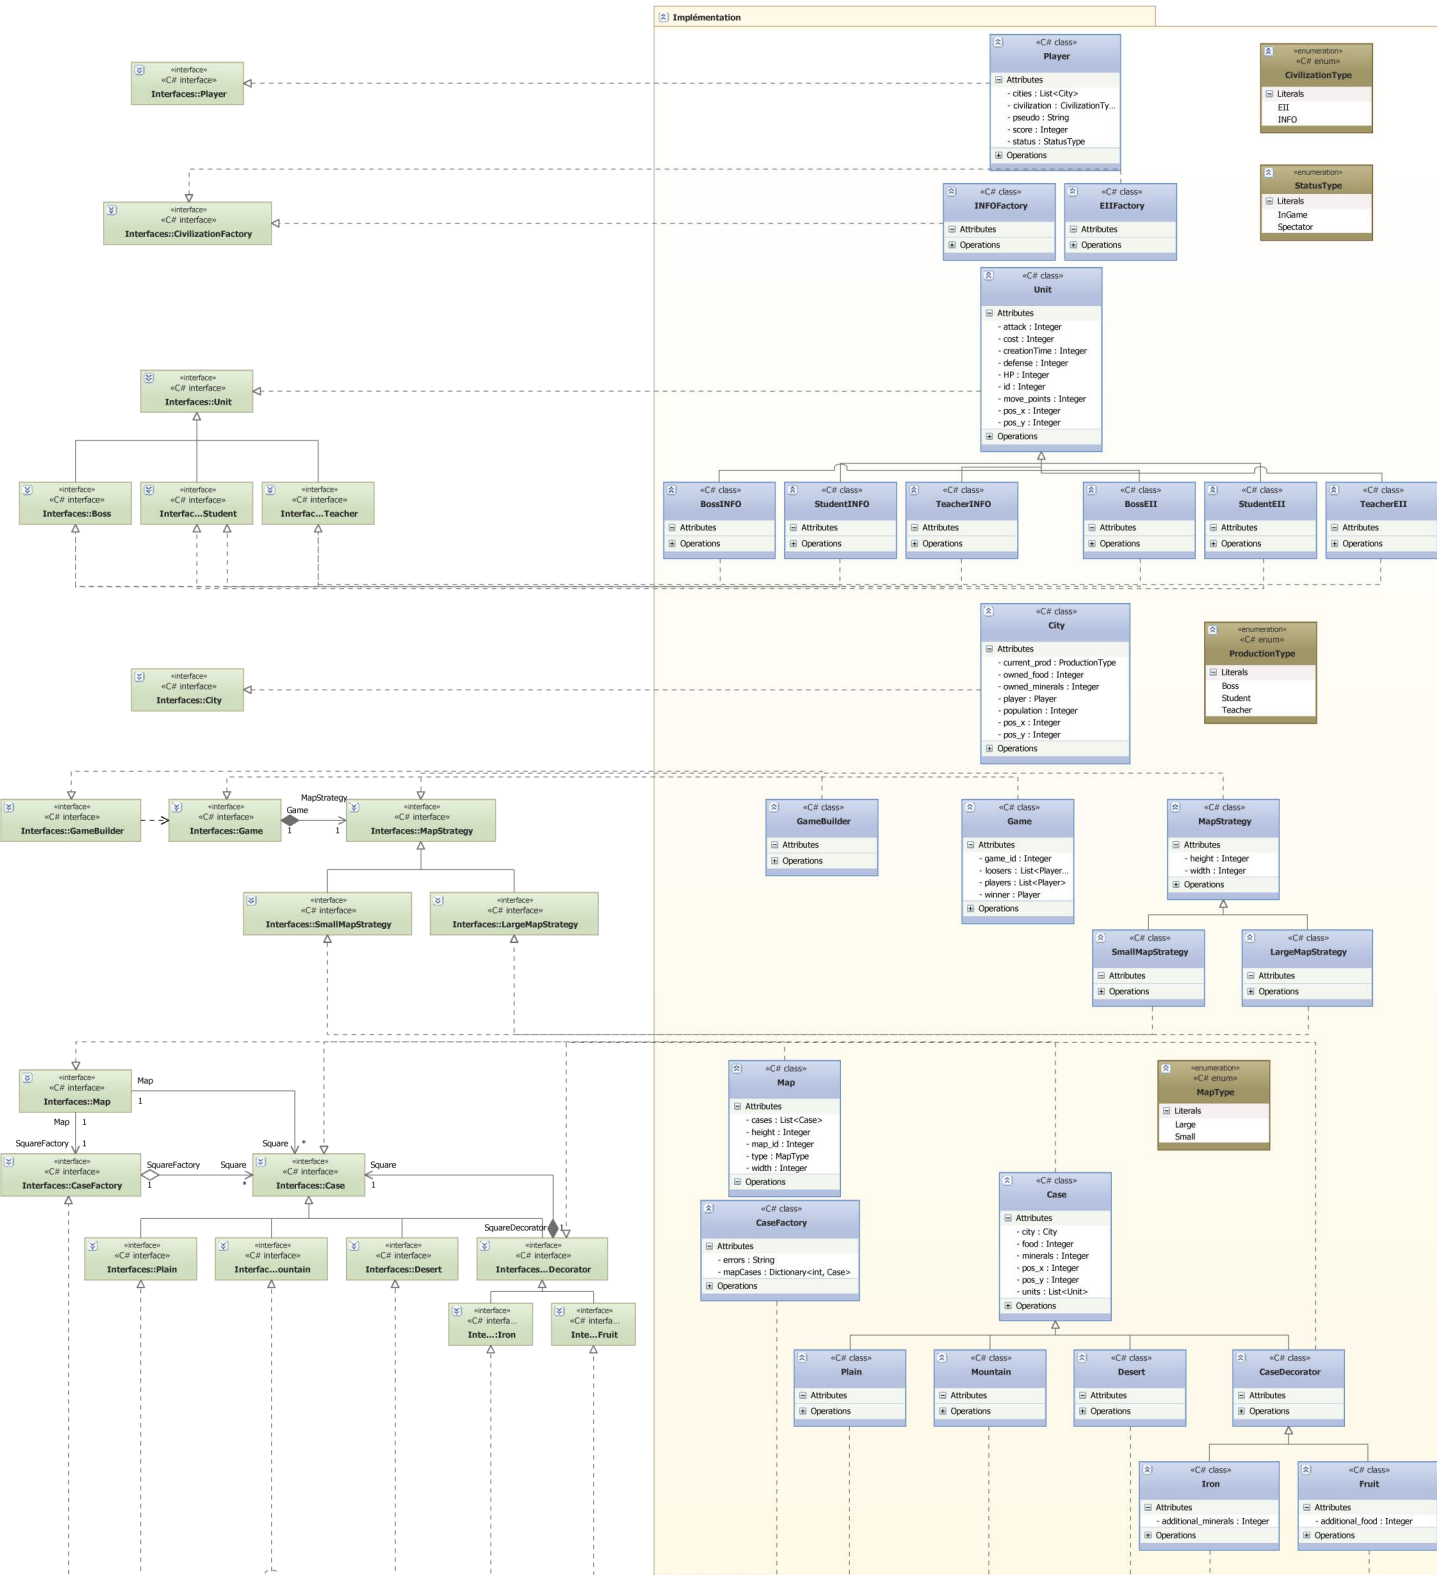 Implémentation
«C# class»
Player
Attributes
- cities : List<City>
- civilization : CivilizationTy...
- pseudo : String
- score : Integer
- status : StatusType
Operations
«enumeration»
«C# enum»
CivilizationType
Literals
EII
INFO
«interface»
«C# interface»
Interfaces::Player
«enumeration»
StatusType
Literals
InGame
Spectator
«interface»
«C# interface»
Interfaces::CivilizationFactory
«C# class»
INFOFactory
Attributes
Operations
«C# class»
EIIFactory
Attributes
Operations
«C# class»
Unit
Attributes
- attack : Integer
- cost : Integer
- creationTime : Integer
- defense : Integer
- HP : Integer
- id : Integer
- move_points : Integer
- pos_x : Integer
- pos_y : Integer
Operations
«interface»
«C# interface»
Interfaces::Unit
«interface»
«C# interface»
Interfaces::Boss
«interface»
«C# interface»
Interfac...Student
«interface»
«C# interface»
Interfac...Teacher
«C# class»
BossINFO
Attributes
Operations
«C# class»
StudentINFO
Attributes
Operations
«C# class»
TeacherINFO
Attributes
Operations
«C# class»
BossEII
Attributes
Operations
«C# class»
StudentEII
Attributes
Operations
«C# class»
TeacherEII
Attributes
Operations
«C# class»
City
Attributes
- current_prod : ProductionType
- owned_food : Integer
- owned_minerals : Integer
- player : Player
- population : Integer
- pos_x : Integer
- pos_y : Integer
Operations
«enumeration»
«C# enum»
ProductionType
Literals
Boss
Student
Teacher
«interface»
«C# interface»
Interfaces::City
«interface»
«C# interface»
Interfaces::GameBuilder
«interface»
«C# interface»
Interfaces::Game
MapStrategy
Game
1
1
«interface»
«C# interface»
Interfaces::MapStrategy
«C# class»
GameBuilder
Attributes
Operations
«C# class»
Game
Attributes
- game_id : Integer
- loosers : List<Player...
- players : List<Player>
- winner : Player
Operations
«C# class»
MapStrategy
Attributes
- height : Integer
- width : Integer
Operations
«interface»
«C# interface»
Interfaces::SmallMapStrategy
«interface»
«C# interface»
Interfaces::LargeMapStrategy
«C# class»
SmallMapStrategy
Attributes
Operations
«C# class»
LargeMapStrategy
Attributes
Operations
«interface»
«C# interface»
Interfaces::Map
Map
1
Map
1
SquareFactory
1
Square
*
«interface»
«C# interface»
Interfaces::CaseFactory
SquareFactory
1
Square
*
«interface»
«C# interface»
Interfaces::Case
Square
1
SquareDecorator
1
«C# class»
Map
Attributes
- cases : List<Case>
- height : Integer
- map_id : Integer
- type : MapType
- width : Integer
Operations
«enumeration»
«C# enum»
MapType
Literals
Large
Small
«C# class»
CaseFactory
Attributes
- errors : String
- mapCases : Dictionary<int, Case>
Operations
«C# class»
Case
Attributes
- city : City
- food : Integer
- minerals : Integer
- pos_x : Integer
- pos_y : Integer
- units : List<Unit>
Operations
«interface»
«C# interface»
Interfaces::Plain
«interface»
«C# interface»
Interfac...ountain
«interface»
«C# interface»
Interfaces::Desert
«interface»
«C# interface»
Interfaces...Decorator
«interface»
«C# interfa...
Inte...:Iron
«interface»
«C# interfa...
Inte...Fruit
«C# class»
Plain
Attributes
Operations
«C# class»
Mountain
Attributes
Operations
«C# class»
Desert
Attributes
Operations
«C# class»
CaseDecorator
Attributes
Operations
«C# class»
Iron
Attributes
- additional_minerals : Integer
Operations
«C# class»
Fruit
Attributes
- additional_food : Integer
Operations